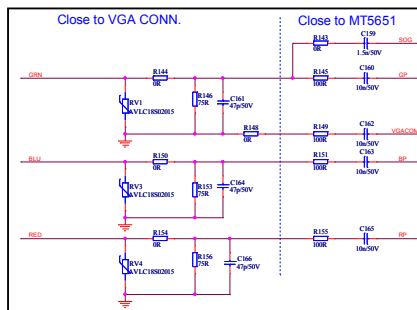 Close to VGA CONN.
Close to MT5651
R143
0R
C159
1.5n/50V
SOG
GRN
R144
0R
R146
75R
C161
47p/50V
R145
100R
C160
10n/50V
GP
RV1
AVLC18S02015
R148
0R
R149
100R
C162
10n/50V
VGACOM
BLU
R150
0R
R151
100R
C163
10n/50V
BP
RV3
AVLC18S02015
R153
75R
C164
47p/50V
RED
R154
0R
R155
100R
C165
10n/50V
RP
RV4
AVLC18S02015
R156
75R
C166
47p/50V